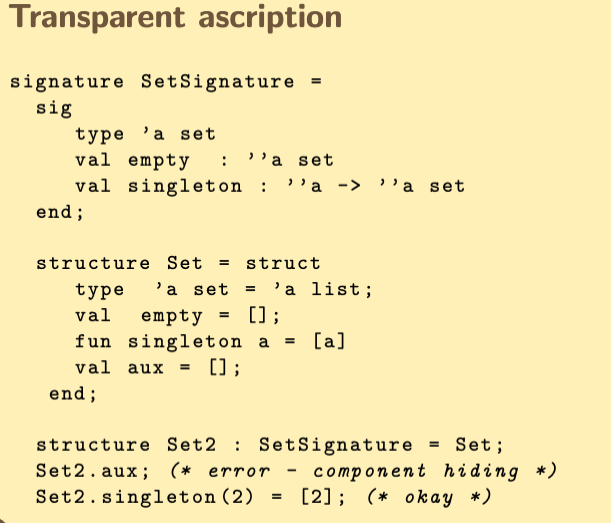 Transparent ascription
signature SetSignature =
sig
type ’a set
val empty : ’’a set
val singleton : ’’a -> ’’a set
end;
structure Set = struct
type ’a set = ’a list;
val empty = [];
fun singleton a = [a]
val aux = [];
end;
structure Set2 : SetSignature = Set;
Set2.aux; (* error - component hiding *)
Set2.singleton(2) = [2]; (* okay *)